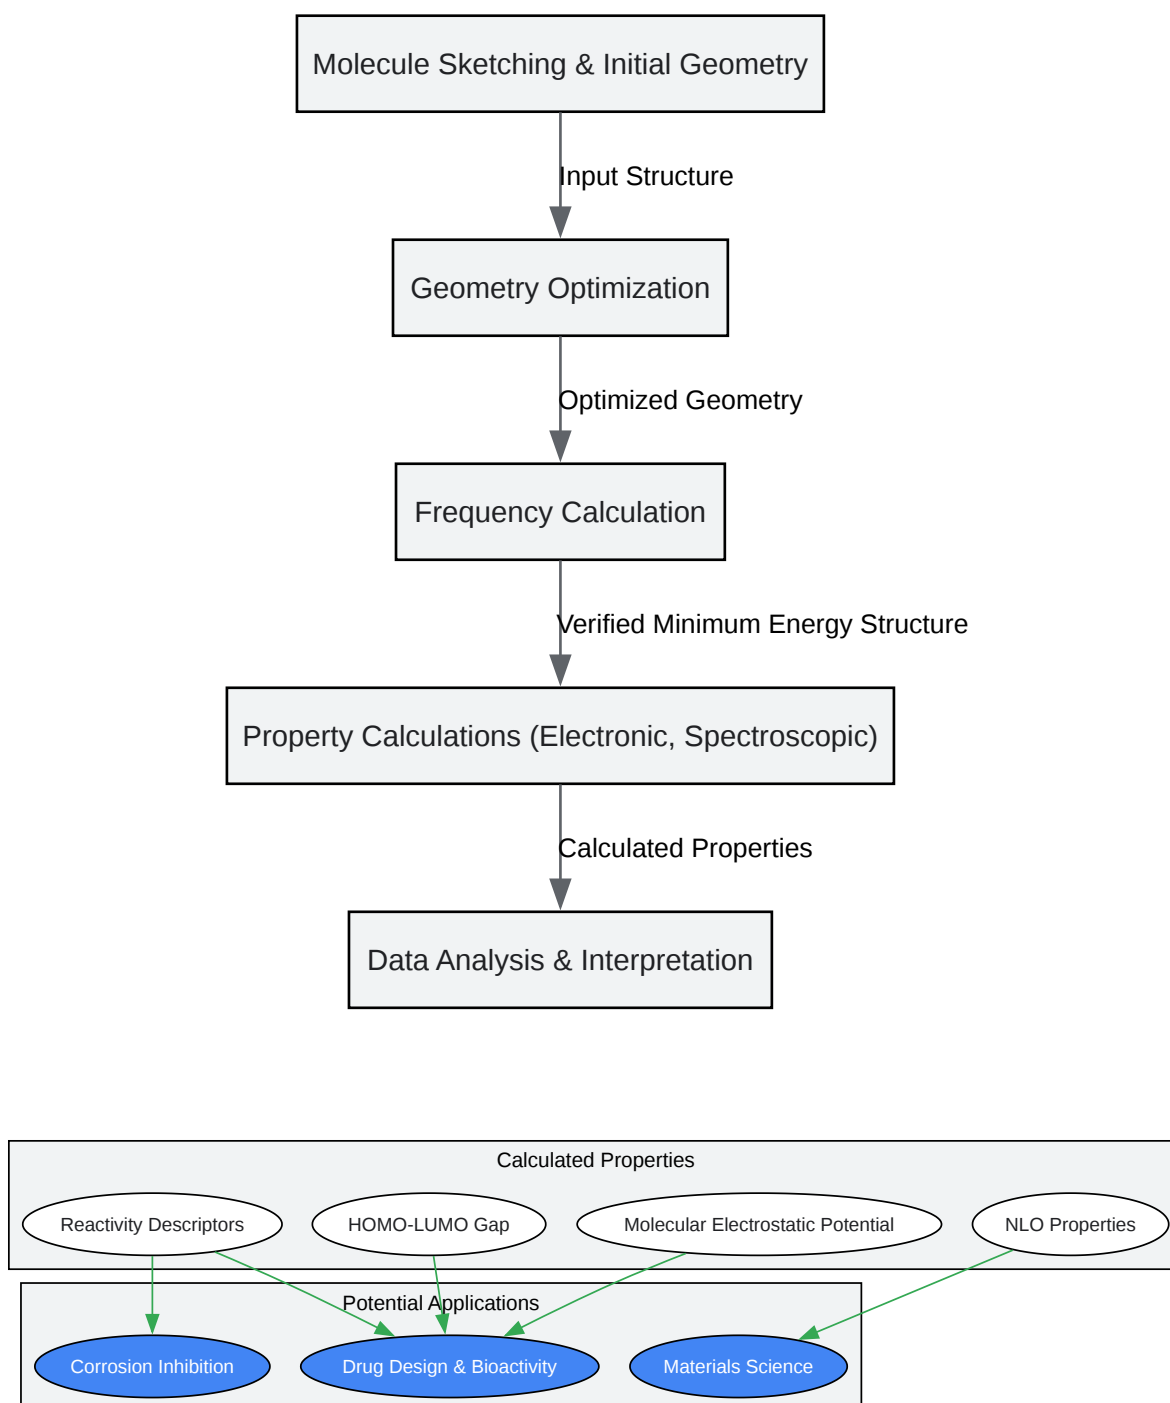 Molecule Sketching & Initial Geometry
Input Structure
Geometry Optimization
Optimized Geometry
Frequency Calculation
Verified Minimum Energy Structure
Property Calculations (Electronic, Spectroscopic)
Calculated Properties
Data Analysis & Interpretation
Calculated Properties
Reactivity Descriptors
HOMO-LUMO Gap
Molecular Electrostatic Potential
NLO Properties
Potential Applications
Corrosion Inhibition
Drug Design & Bioactivity
Materials Science